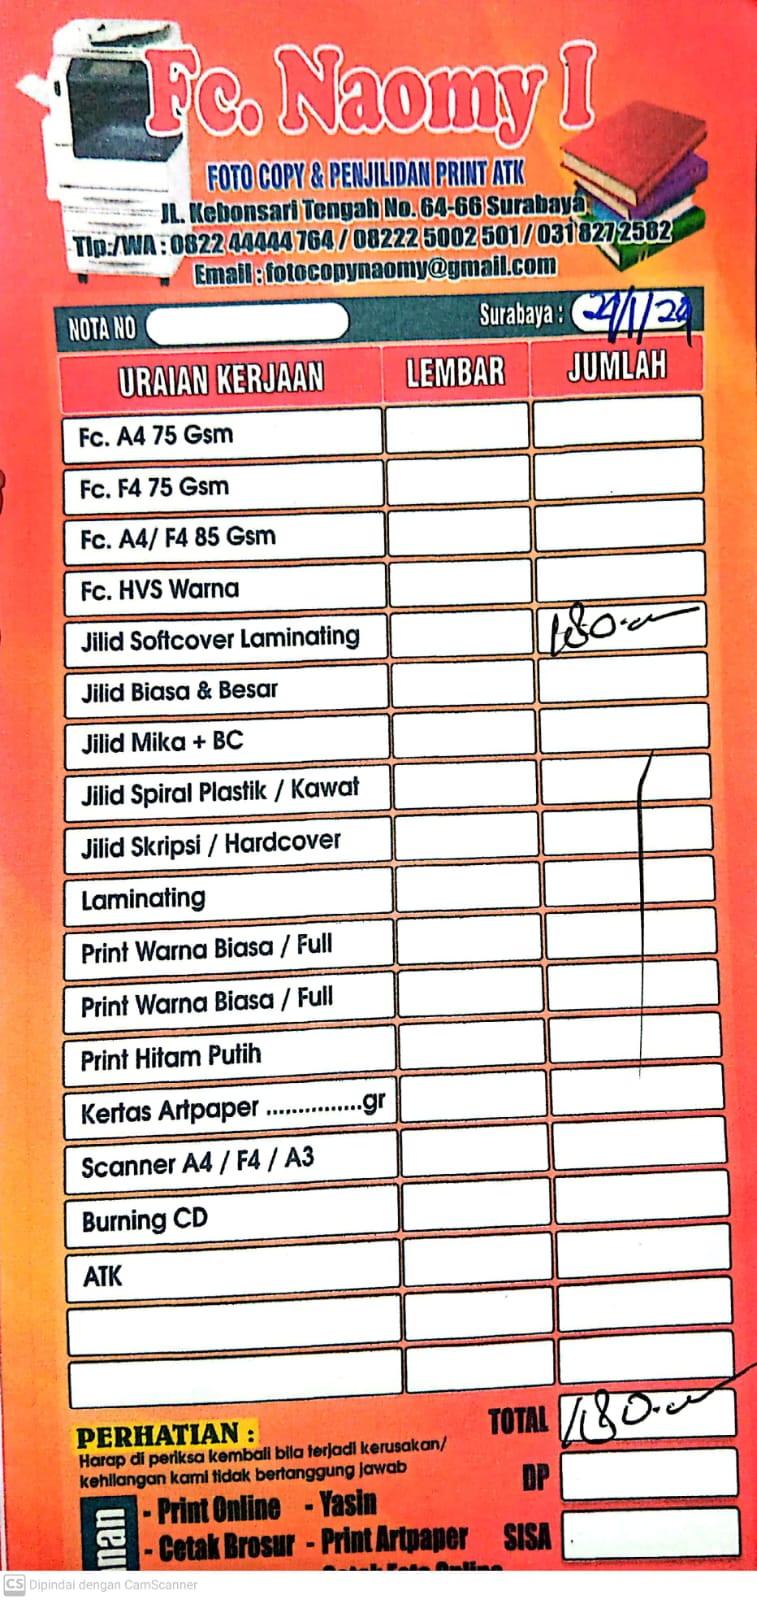 Fc. Naomy I
FOTO COPY & PENJILIDAN PRINT ATK
JL. Kebonsari Tengah No. 64-66 Surabaya
Tlp:/WA : 0822 44444 764 / 08222 5002 501 / 031 827 2582
Email : fotocopynaomy@gmail.com
NOTA NO Surabaya : 24/1/24
URAIAN KERJAAN LEMBAR JUMLAH
Fc. A4 75 Gsm
Fc. F4 75 Gsm
Fc. A4/ F4 85 Gsm
Fc. HVS Warna
Jilid Softcover Laminating 180.
Jilid Biasa & Besar
Jilid Mika + BC
Jilid Spiral Plastik / Kawat
Jilid Skripsi / Hardcover
Laminating
Print Warna Biasa / Full
Print Warna Biasa / Full
Print Hitam Putih
Kertas Artpaper ...............gr
Scanner A4 / F4 / A3
Burning CD
ATK
TOTAL 180.
PERHATIAN :
Harap di periksa kembali bila terjadi kerusakan/
kehilangan kami tidak bertanggung jawab
DP
- Print Online - Yasin
- Cetak Brosur - Print Artpaper
SISA
CS Dipindai dengan CamScanner